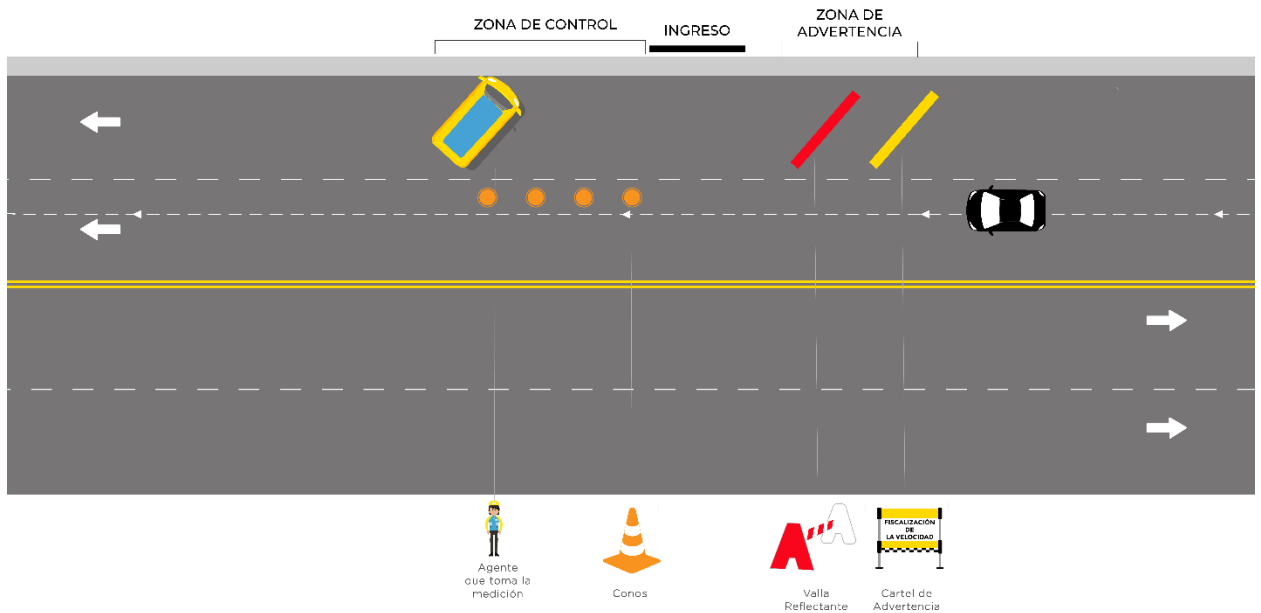 ZONA DE CONTROL
INGRESO
ZONA DE
ADVERTENCIA
FISCALIZACIÓN
DE
LA VELOCIDAD
Agente
que toma la
medición
Conos
Valla
Reflectante
Cartel de
Advertencia